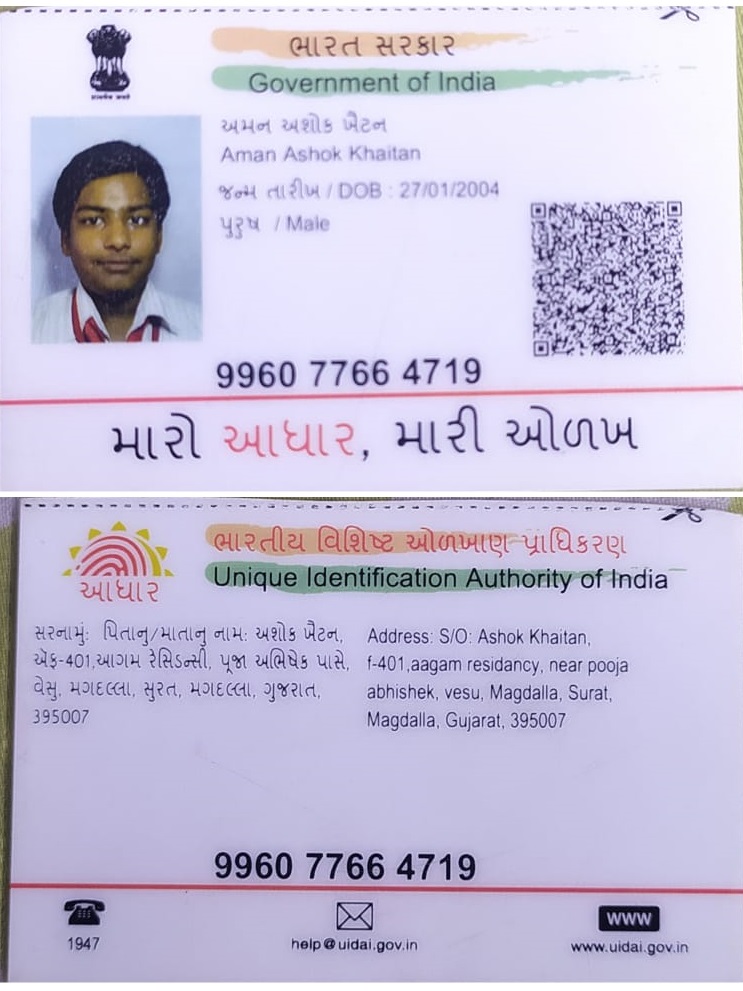 ભારત સરકાર
Government of India
અમન અશોક ખૈટન
Aman Ashok Khaitan
જન્મ તારીખ / DOB : 27/01/2004
પુરુષ / Male
9960 7766 4719
મારો આધાર, મારી ઓળખ
ભારતીય વિશિષ્ટ ઓળખાણ પ્રાધિકરણ
Unique Identification Authority of India
આધાર
સરનામું: પિતાનુ/માતાનુ નામ: અશોક ખૈટન,
એફ-401,આગમ રેસિડન્સી, પૂજા અભિષેક પાસે,
વેસુ, મગદલ્લા, સુરત, મગદલ્લા, ગુજરાત,
395007
Address: S/O: Ashok Khaitan,
f-401,aagam residancy, near pooja
abhishek, vesu, Magdalla, Surat,
Magdalla, Gujarat, 395007
9960 7766 4719
1947
help@uidai.gov.in
WWW
www.uidai.gov.in